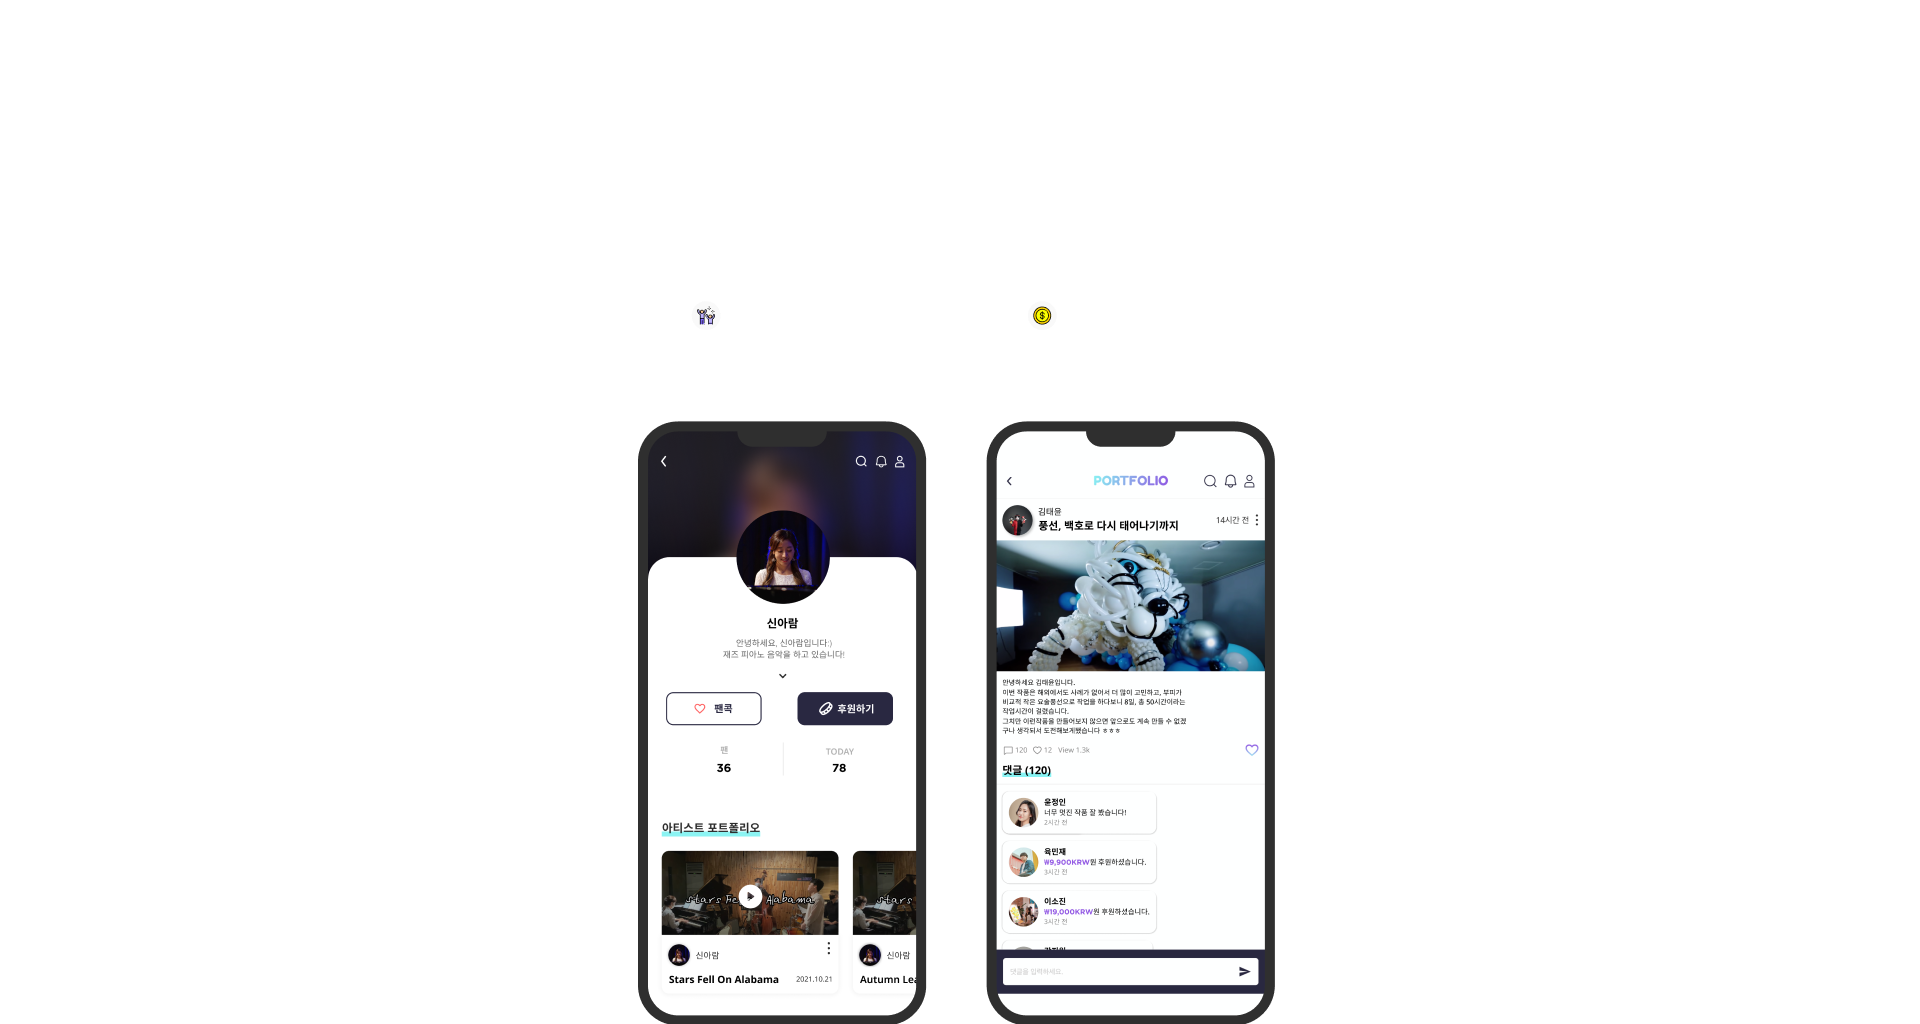 신아람
안녕하세요, 신아람입니다:)
재즈 피아노 음악을 하고 있습니다!
팬콕
후원하기
팬
36
TODAY
78
아티스트 포트폴리오
Stars Fell On Alabama
신아람
Stars Fell On Alabama
2021.10.21
stars
신아람
Autumn Lea
PORTFOLIO
김태윤
풍선, 백호로 다시 태어나기까지
14시간 전
안녕하세요 김태윤입니다.
이번 작품은 해외에서도 사례가 없어서 더 많이 고민하고, 부피가
비교적 작은 요술풍선으로 작업을 하다보니 8일, 총 50시간이라는
작업시간이 걸렸습니다.
그치만 이런작품을 만들어보지 않으면 앞으로도 계속 만들 수 없겠
구나 생각되서 도전해보게됐습니다 ㅎㅎㅎ
120 12 View 1.3k
댓글 (120)
윤정인
너무 멋진 작품 잘 봤습니다!
2시간 전
육민재
₩9,900KRW원 후원하셨습니다.
3시간 전
이소진
₩19,000KRW원 후원하셨습니다.
3시간 전
댓글을 입력하세요.